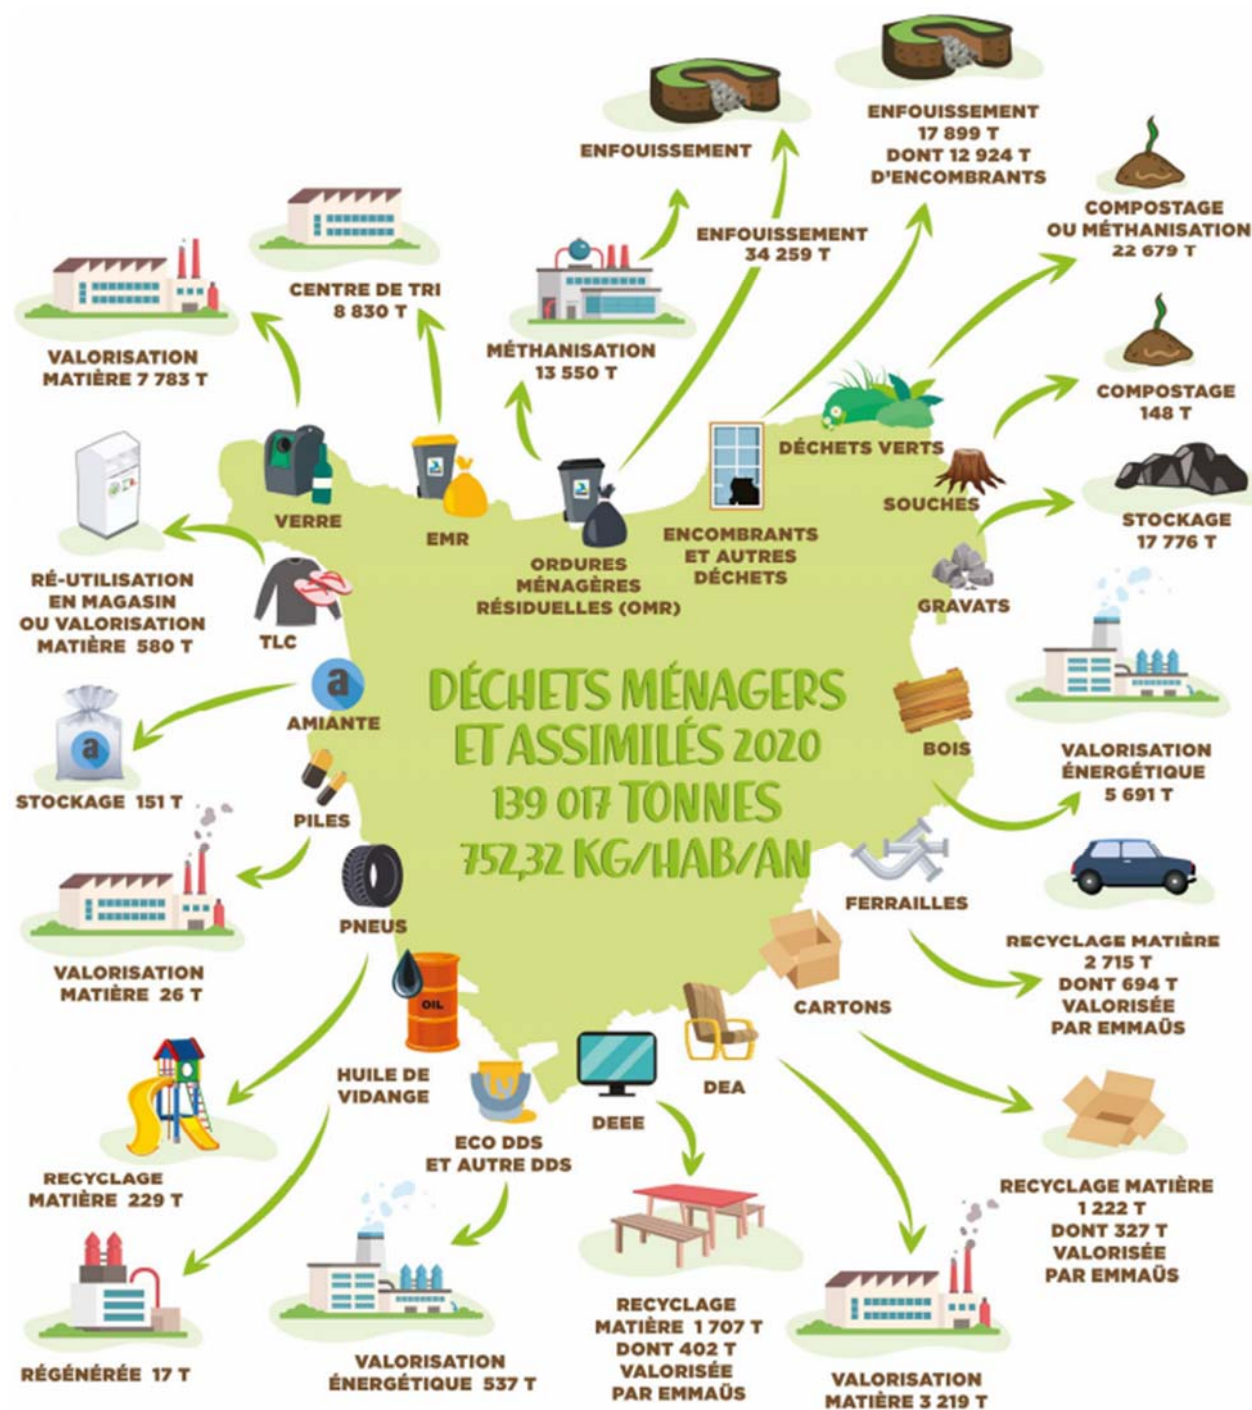 ENFOUISSEMENT
17 899 T
DONT 12 924 T
D'ENCOMBRANTS
ENFOUISSEMENT
COMPOSTAGE
OU MÉTHANISATION
22 679 T
ENFOUISSEMENT
34 259 T
CENTRE DE TRI
8 830 T
MÉTHANISATION
13 550 T
VALORISATION
MATIÈRE 7 783 T
COMPOSTAGE
148 T
DÉCHETS VERTS
SOUCHES
VERRE
EMR
ORDURES
MÉNAGÈRES
RÉSIDUELLES (OMR)
ENCOMBRANTS
ET AUTRES
DÉCHETS
STOCKAGE
17 776 T
GRAVATS
RÉ-UTILISATION
EN MAGASIN
OU VALORISATION
MATIÈRE 580 T
TLC
a
AMIANTE
a
STOCKAGE 151 T
DÉCHETS MÉNAGERS
ET ASSIMILÉS 2020
139 017 TONNES
752,32 KG/HAB/AN
BOIS
VALORISATION
ÉNERGÉTIQUE
5 691 T
PILES
VALORISATION
MATIÈRE 26 T
PNEUS
FERRAILLES
RECYCLAGE MATIÈRE
2 715 T
DONT 694 T
VALORISÉE
PAR EMMAÜS
CARTONS
OIL
HUILE DE
VIDANGE
DEA
DEEE
ECO DDS
ET AUTRE DDS
RECYCLAGE
MATIÈRE 229 T
RECYCLAGE MATIÈRE
1 222 T
DONT 327 T
VALORISÉE
PAR EMMAÜS
RÉGÉNÉRÉE 17 T
VALORISATION
ÉNERGÉTIQUE 537 T
RECYCLAGE
MATIÈRE 1 707 T
DONT 402 T
VALORISÉE
PAR EMMAÜS
VALORISATION
MATIÈRE 3 219 T